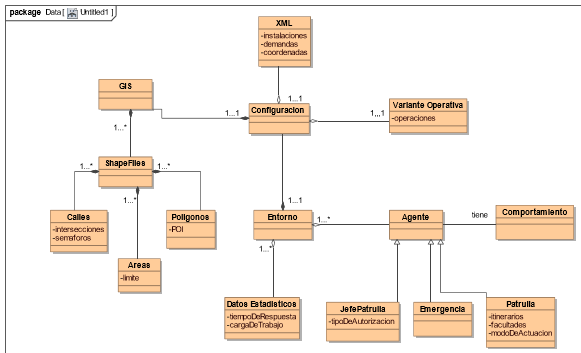 package Data[ Untitled1 ]
XML
-instalaciones
-demandas
-coordenadas
GIS
1...1
1...1
Configuracion
1,,,1
Variante Operativa
-operaciones
1...*
1...*
ShapeFiles
1...*
1...*
Calles
-intersecciones
-semaforos
Poligonos
-POI
Areas
-limite
1...1
Entorno
1...*
Agente
tiene
Comportamiento
1...*
Datos Estadisticos
-tiempoDeRespuesta
-cargaDeTrabajo
JefePatrulla
-tipoDeAutorizacion
Emergencia
Patrulla
-itinerarios
-facultades
-modoDeActuacion